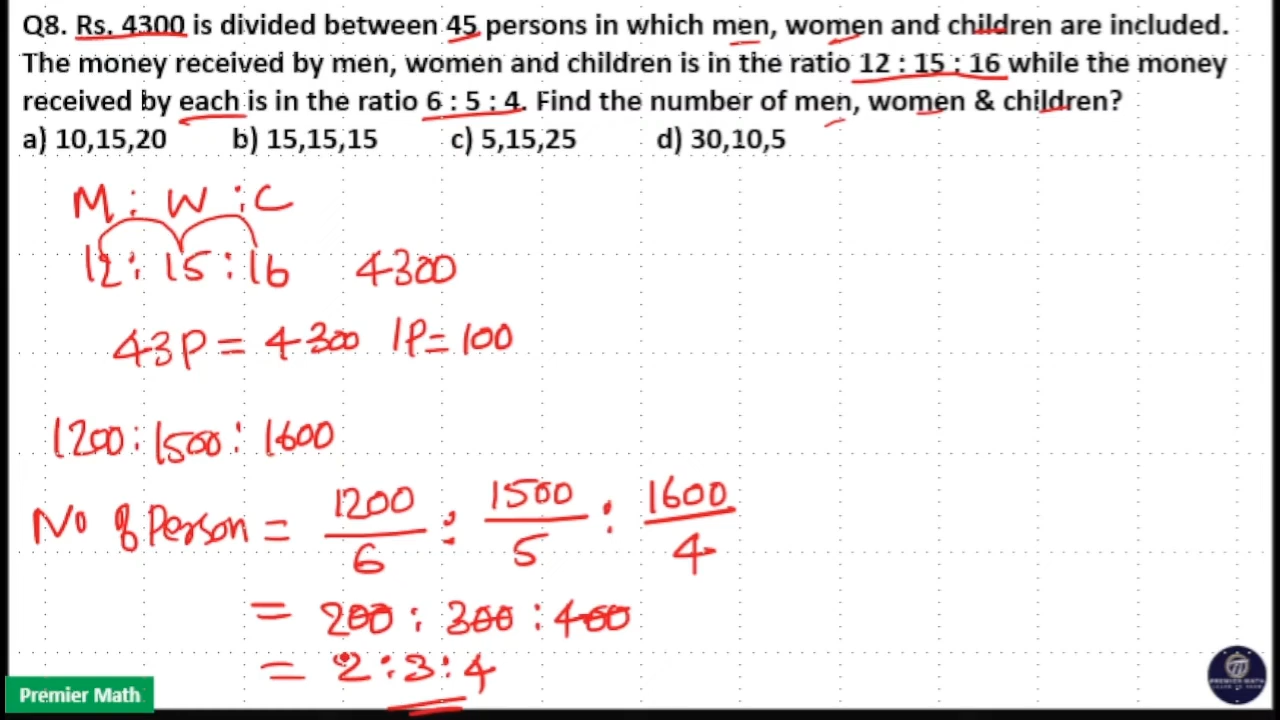 Q8. Rs. 4300 is divided between 45 persons in which men, women and children are included.
The money received by men, women and children is in the ratio 12 : 15 : 16 while the money
received by each is in the ratio 6 : 5 : 4. Find the number of men, women & children?
a) 10,15,20 b) 15,15,15 c) 5,15,25 d) 30,10,5
M : W : C
12 : 15 : 16 4300
43P = 4300 1P = 100
1200 : 1500 : 1600
No of Person = 1200/6 : 1500/5 : 1600/4
= 200 : 300 : 400
= 2 : 3 : 4
Premier Math
PREMIER MATH